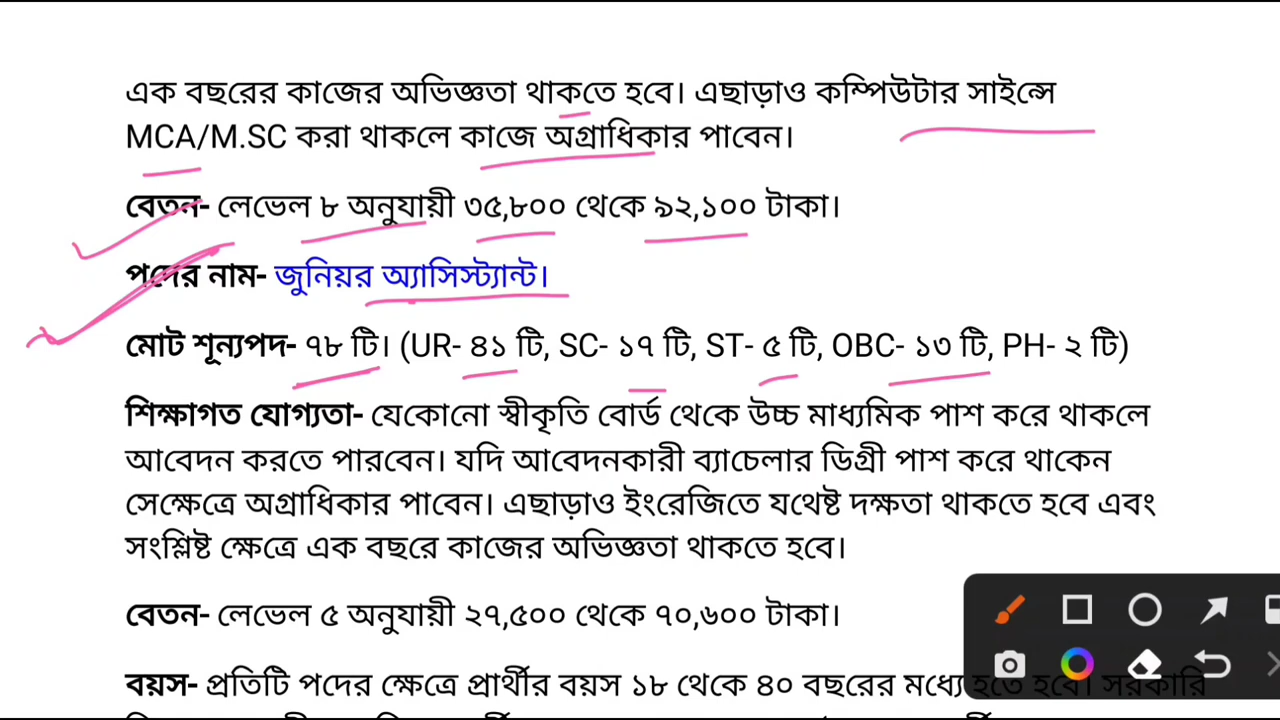 এক বছরের কাজের অভিজ্ঞতা থাকতে হবে। এছাড়াও কম্পিউটার সাইন্সে
MCA/M.SC করা থাকলে কাজে অগ্রাধিকার পাবেন।
বেতন- লেভেল ৮ অনুযায়ী ৩৫,৮০০ থেকে ৯২,১০০ টাকা।
পদের নাম- জুনিয়র অ্যাসিস্ট্যান্ট।
মোট শূন্যপদ- ৭৮ টি। (UR- ৪১ টি, SC- ১৭ টি, ST- ৫ টি, OBC- ১৩ টি, PH- ২ টি)
শিক্ষাগত যোগ্যতা- যেকোনো স্বীকৃতি বোর্ড থেকে উচ্চ মাধ্যমিক পাশ করে থাকলে
আবেদন করতে পারবেন। যদি আবেদনকারী ব্যাচেলার ডিগ্রী পাশ করে থাকেন
সেক্ষেত্রে অগ্রাধিকার পাবেন। এছাড়াও ইংরেজিতে যথেষ্ট দক্ষতা থাকতে হবে এবং
সংশ্লিষ্ট ক্ষেত্রে এক বছরে কাজের অভিজ্ঞতা থাকতে হবে।
বেতন- লেভেল ৫ অনুযায়ী ২৭,৫০০ থেকে ৭০,৬০০ টাকা।
বয়স- প্রতিটি পদের ক্ষেত্রে প্রার্থীর বয়স ১৮ থেকে ৪০ বছরের মধ্যে হতে হবে। সরকারি